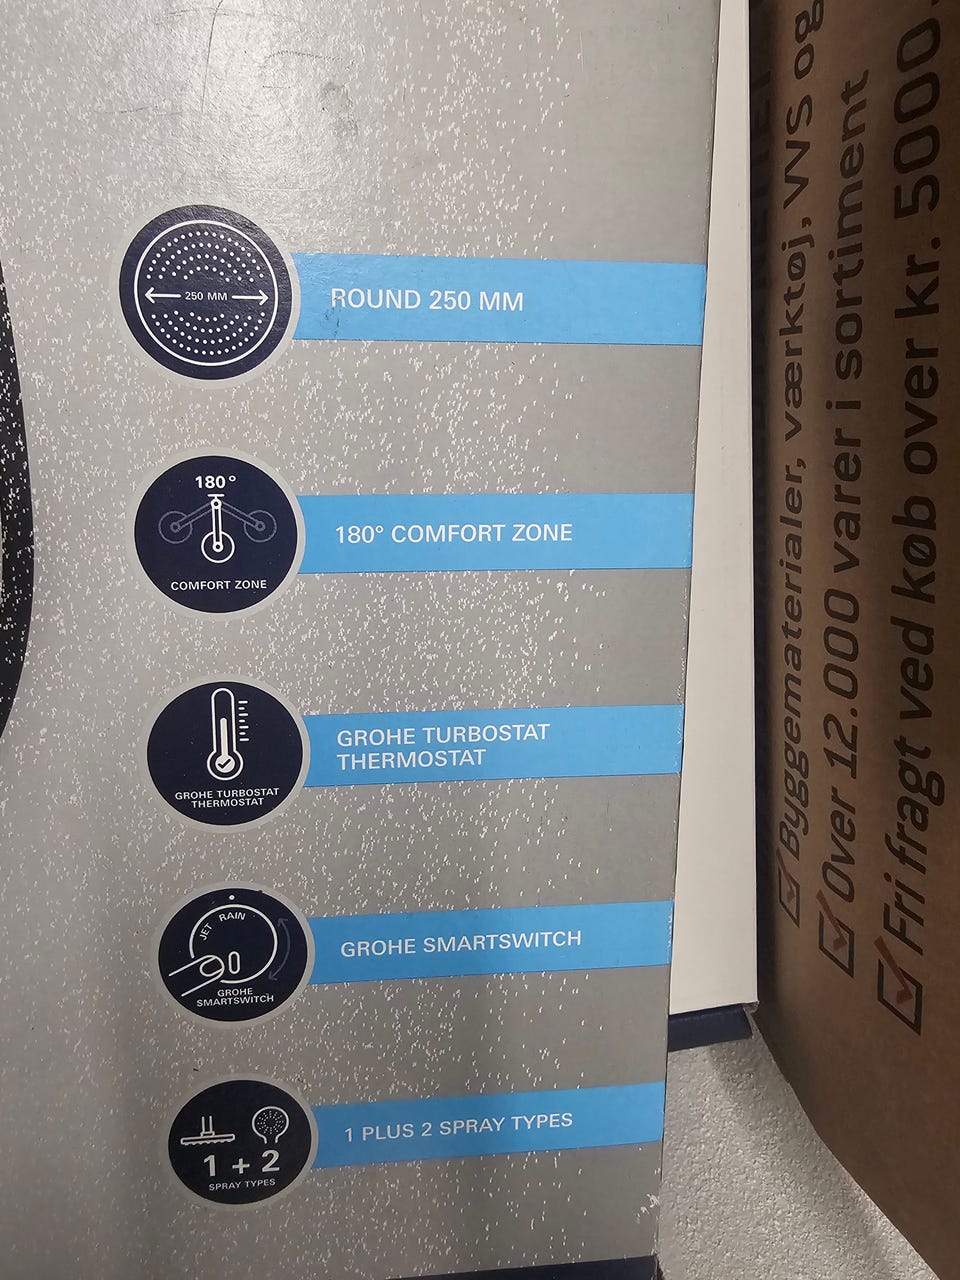 250 MM
ROUND 250 MM
180°
COMFORT ZONE
180° COMFORT ZONE
GROHE TURBOSTAT
THERMOSTAT
GROHE TURBOSTAT
THERMOSTAT
JET RAIN
GROHE
SMARTSWITCH
GROHE SMARTSWITCH
1 + 2
SPRAY TYPES
1 PLUS 2 SPRAY TYPES
Byggematerialer, værktøj, VVS og
Over 12.000 varer i sortiment
Fri fragt ved køb over kr. 5000.